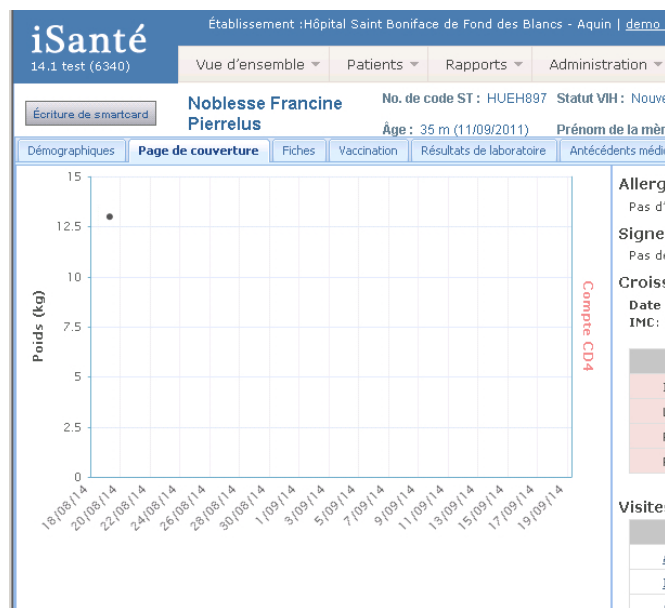 iSanté
14.1 test (6340)
Établissement :Hôpital Saint Boniface de Fond des Blancs - Aquin | demo
Vue d'ensemble Patients Rapports Administration
Écriture de smartcard
Noblesse Francine
Pierrelus
No. de code ST : HUEH897 Statut VIH : Nouve
Âge : 35 m (11/09/2011) Prénom de la mèr
Démographiques Page de couverture Fiches Vaccination Résultats de laboratoire Antécédents médic
15
12.5
10
7.5
5
2.5
0
Poids (kg)
Compte CD4
18/08/14 20/08/14 22/08/14 24/08/14 26/08/14 28/08/14 30/08/14 1/09/14 3/09/14 5/09/14 7/09/14 9/09/14 11/09/14 13/09/14 15/09/14 17/09/14 19/09/14
Allerg
Pas d'
Signe
Pas de
Croiss
Date
IMC:
Visites